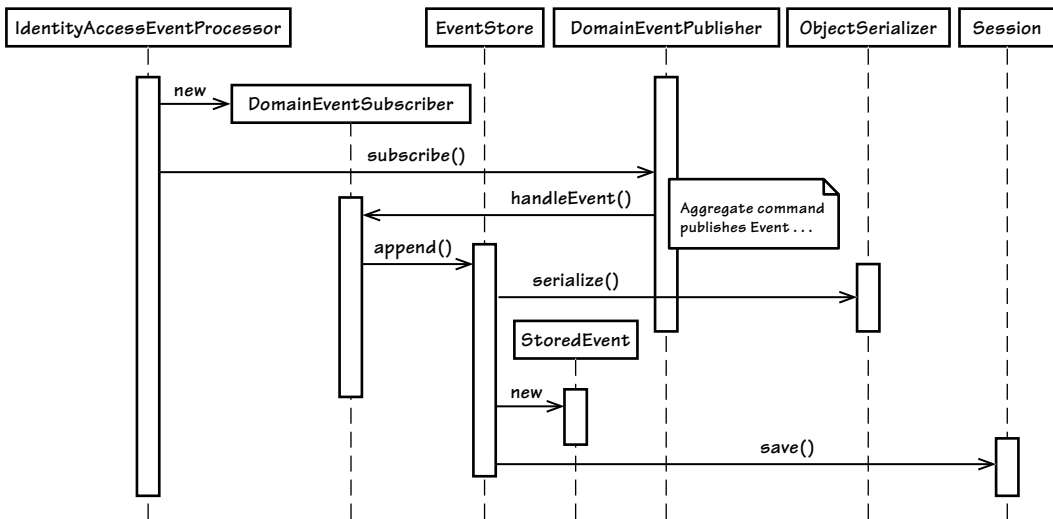 IdentityAccessEventProcessor
EventStore
DomainEventPublisher
ObjectSerializer
Session
new
DomainEventSubscriber
subscribe()
handleEvent()
Aggregate command
publishes Event . . .
append()
serialize()
StoredEvent
new
save()